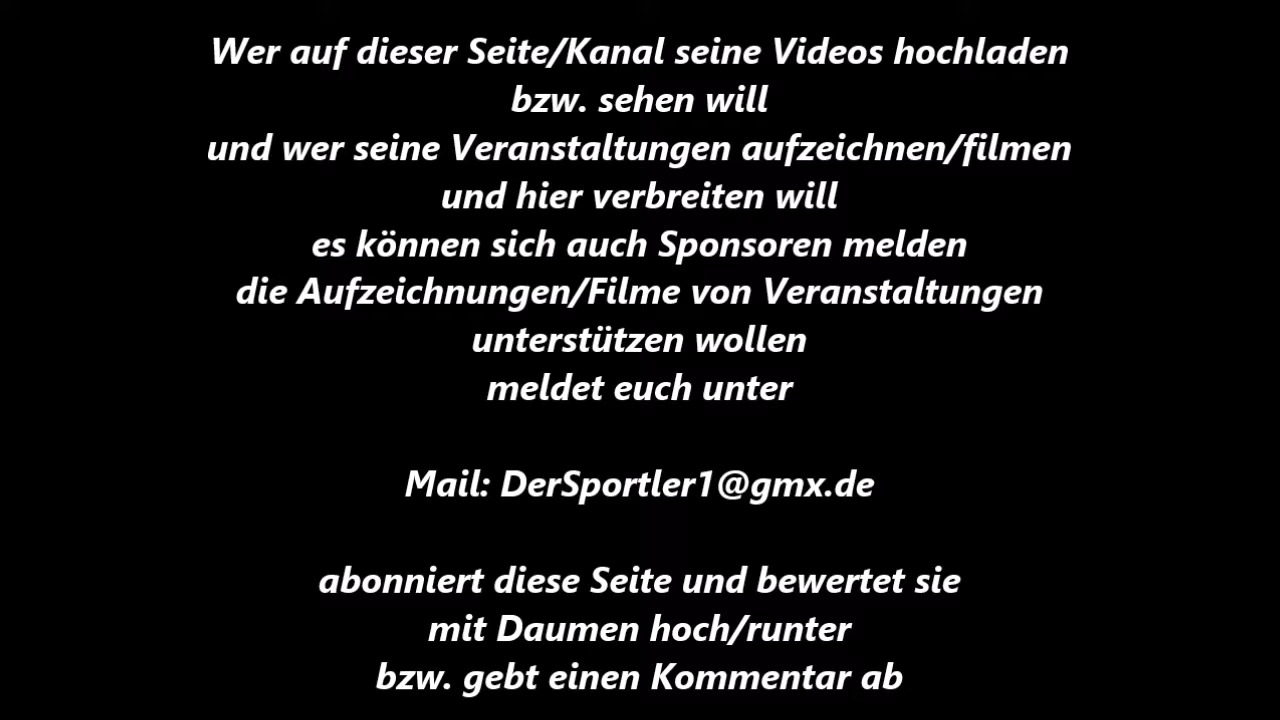 Wer auf dieser Seite/Kanal seine Videos hochladen
bzw. sehen will
und wer seine Veranstaltungen aufzeichnen/filmen
und hier verbreiten will
es können sich auch Sponsoren melden
die Aufzeichnungen/Filme von Veranstaltungen
unterstützen wollen
meldet euch unter
Mail: DerSportler1@gmx.de
abonniert diese Seite und bewertet sie
mit Daumen hoch/runter
bzw. gebt einen Kommentar ab